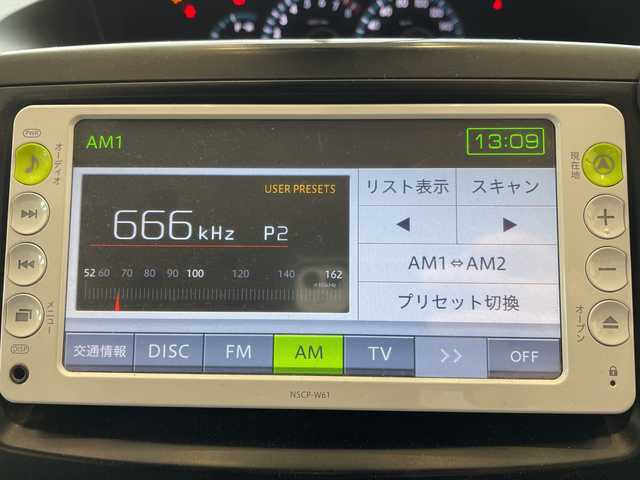 AM1
13:09
PWR
オーディオ
現在地
USER PRESETS
666 kHz P2
52 60 70 80 90 100 120 140 162
リスト表示
スキャン
◀ ▶
AM1⇔AM2
プリセット切換
メニュー
DISP
オープン
交通情報
DISC
FM
AM
TV
>>
OFF
NSCP-W61